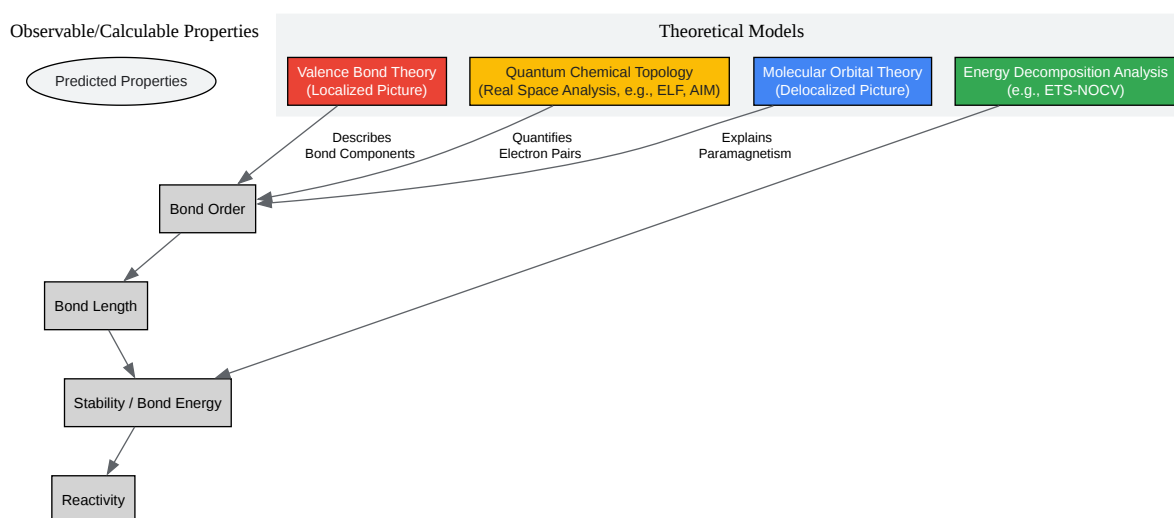 Observable/Calculable Properties
Theoretical Models
Predicted Properties
Valence Bond Theory
(Localized Picture)
Quantum Chemical Topology
(Real Space Analysis, e.g., ELF, AIM)
Molecular Orbital Theory
(Delocalized Picture)
Energy Decomposition Analysis
(e.g., ETS-NOCV)
Describes
Bond Components
Quantifies
Electron Pairs
Explains
Paramagnetism
Bond Order
Bond Length
Stability / Bond Energy
Reactivity